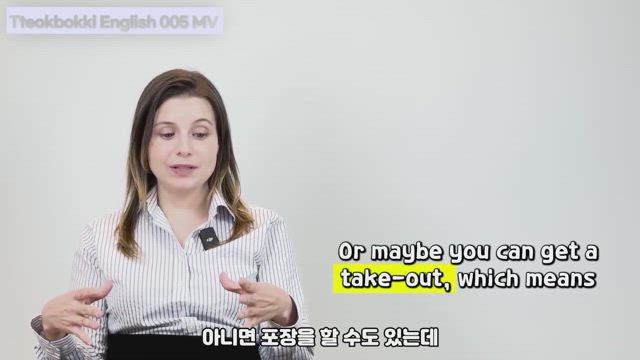 Tteokbokki English 005 MV
Or maybe you can get a
take-out, which means
아니면 포장을 할 수도 있는데